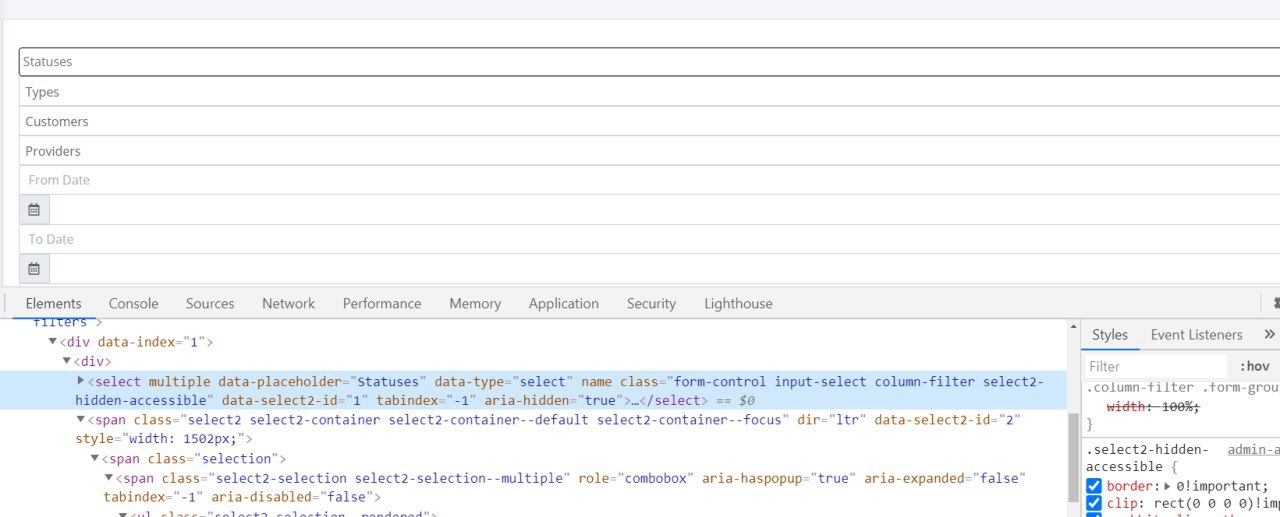 Statuses
Types
Customers
Providers
From Date
To Date
Elements Console Sources Network Performance Memory Application Security Lighthouse
filters >
<div data-index="1">
<div>
<select multiple data-placeholder="Statuses" data-type="select" name class="form-control input-select column-filter select2-
hidden-accessible" data-select2-id="1" tabindex="-1" aria-hidden="true">…</select> == $0
<span class="select2 select2-container select2-container--default select2-container--focus" dir="ltr" data-select2-id="2"
style="width: 1502px;">
<span class="selection">
<span class="select2-selection select2-selection--multiple" role="combobox" aria-haspopup="true" aria-expanded="false"
tabindex="-1" aria-disabled="false">
<ul class="select2-selection__rendered">
Styles Event Listeners »
Filter :hov
.column-filter .form-grou
width: 100%;
}
.select2-hidden- admin-a
accessible {
border: 0!important;
clip: rect(0 0 0 0)!im